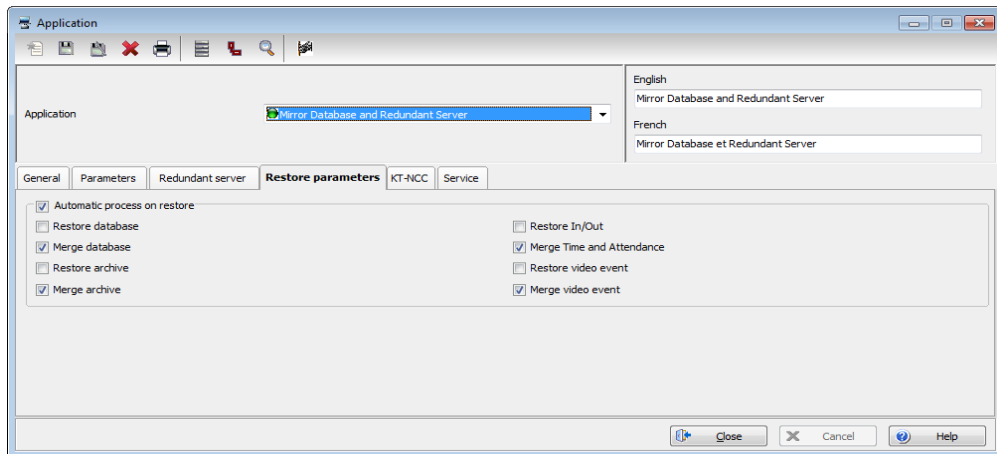 Application
English
Mirror Database and Redundant Server
Application
Mirror Database and Redundant Server
French
Mirror Database et Redundant Server
General Parameters Redundant server Restore parameters KT-NCC Service
Automatic process on restore
Restore database Restore In/Out
Merge database Merge Time and Attendance
Restore archive Restore video event
Merge archive Merge video event
Close Cancel Help